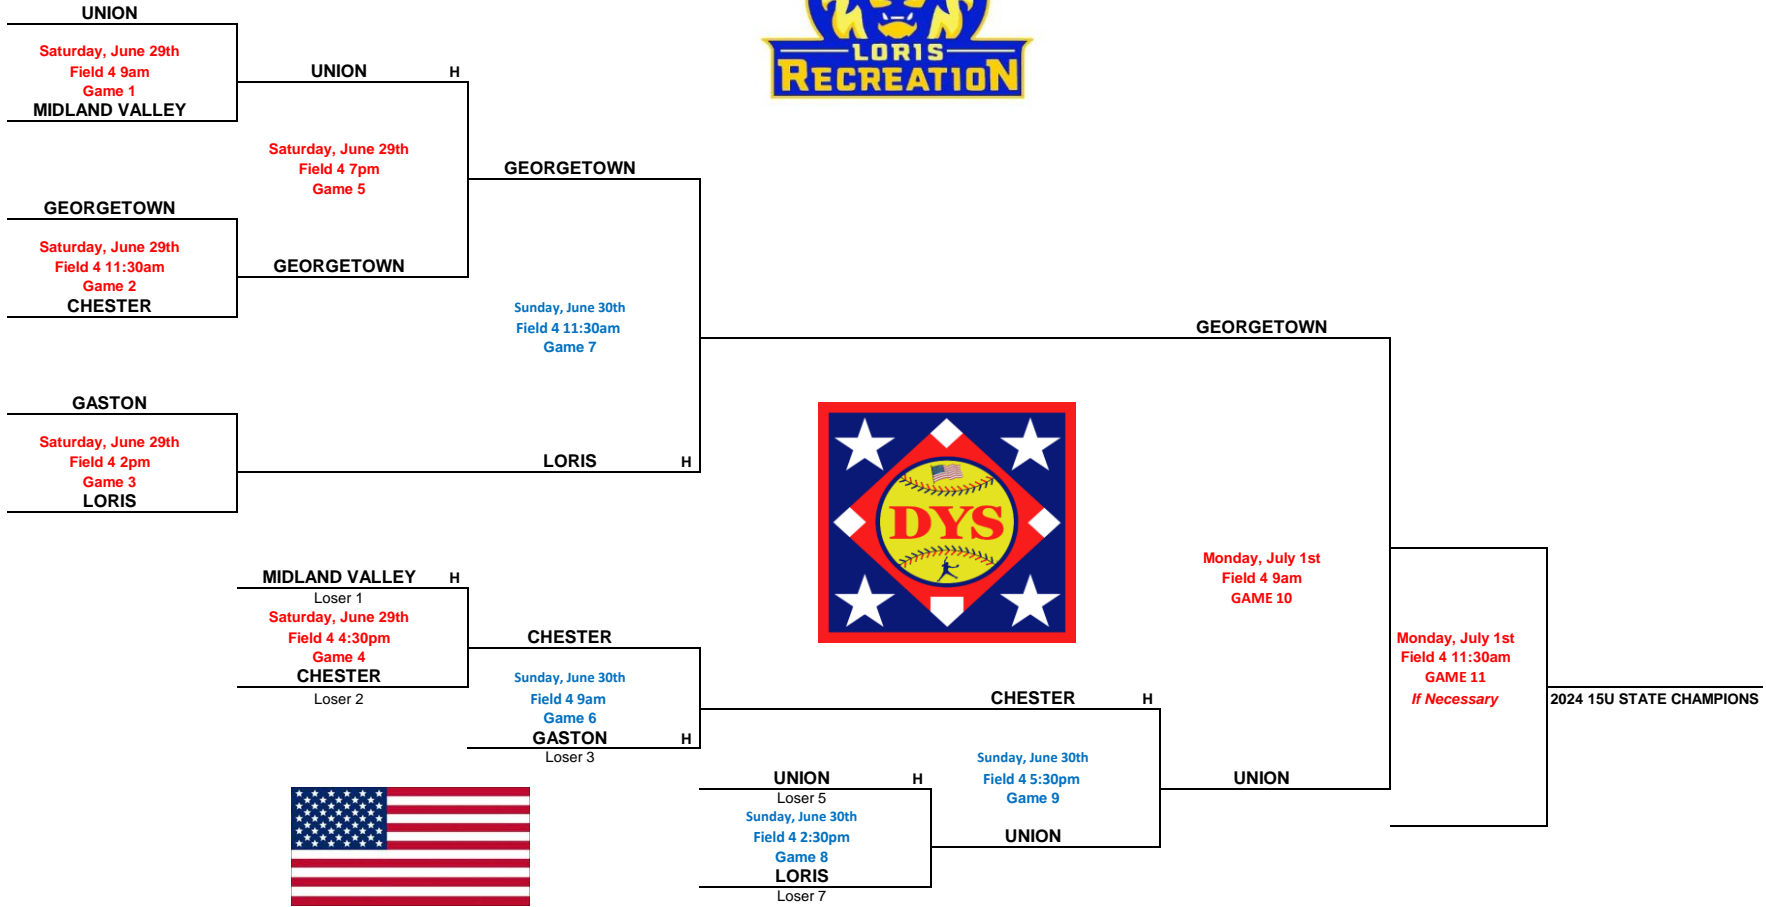 UNION
Saturday, June 29th
Field 4 9am
Game 1
MIDLAND VALLEY
UNION H
Saturday, June 29th
Field 4 7pm
Game 5
GEORGETOWN
Saturday, June 29th
Field 4 11:30am
Game 2
CHESTER
GEORGETOWN
GEORGETOWN
Sunday, June 30th
Field 4 11:30am
Game 7
GASTON
Saturday, June 29th
Field 4 2pm
Game 3
LORIS
LORIS H
LORIS
RECREATION
GEORGETOWN
DYS
MIDLAND VALLEY H
Loser 1
Saturday, June 29th
Field 4 4:30pm
Game 4
CHESTER
Loser 2
CHESTER
Sunday, June 30th
Field 4 9am
Game 6
GASTON H
Loser 3
CHESTER H
Sunday, June 30th
Field 4 5:30pm
Game 9
UNION H
Loser 5
Sunday, June 30th
Field 4 2:30pm
Game 8
LORIS
Loser 7
UNION
UNION
Monday, July 1st
Field 4 9am
GAME 10
Monday, July 1st
Field 4 11:30am
GAME 11
If Necessary
2024 15U STATE CHAMPIONS